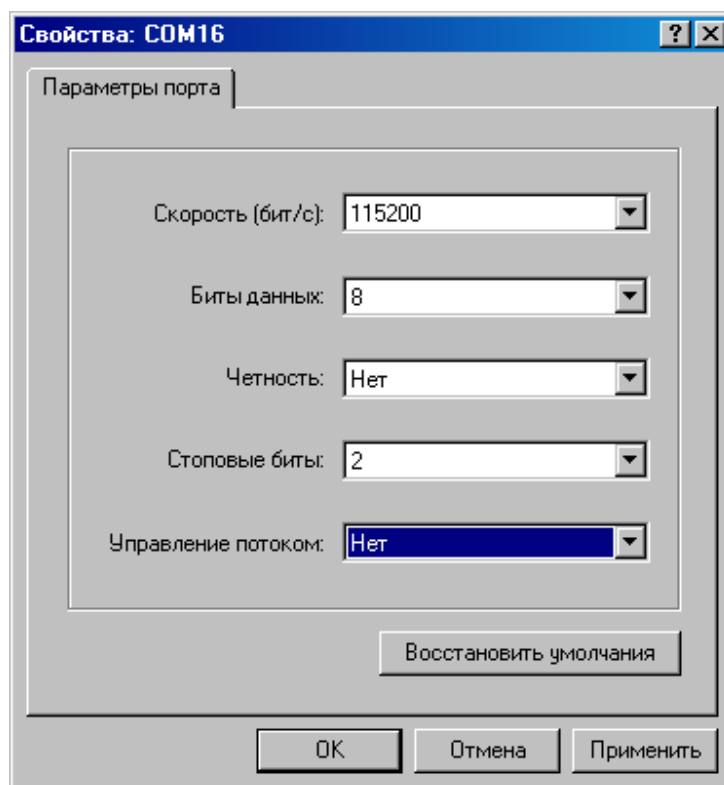 Свойства: COM16
Параметры порта
Скорость (бит/с): 115200
Биты данных: 8
Четность: Нет
Стоповые биты: 2
Управление потоком: Нет
Восстановить умолчания
OK Отмена Применить